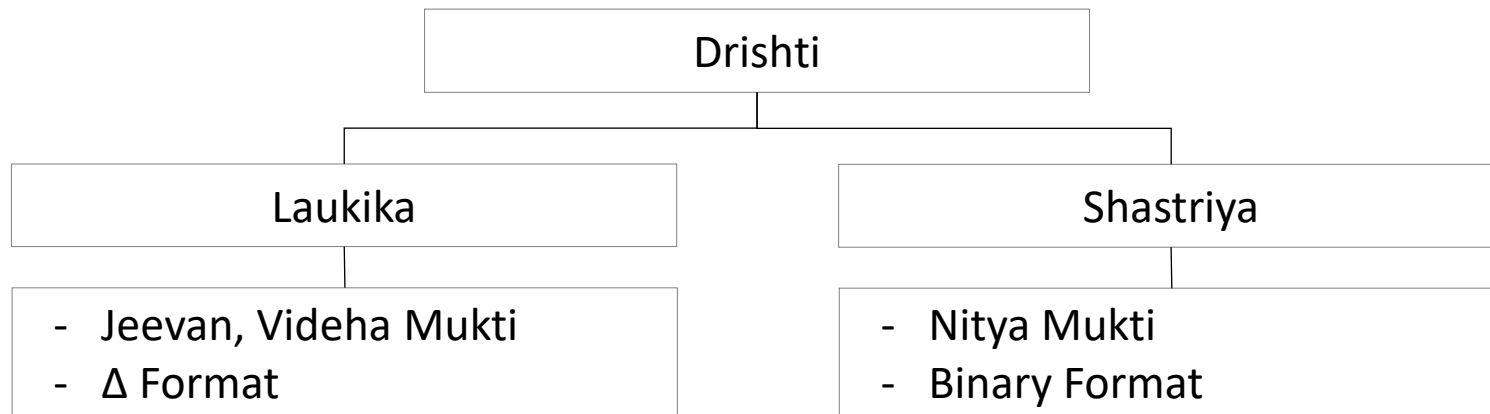 Drishti
Laukika
Shastriya
- Jeevan, Videha Mukti
- Δ Format
- Nitya Mukti
- Binary Format